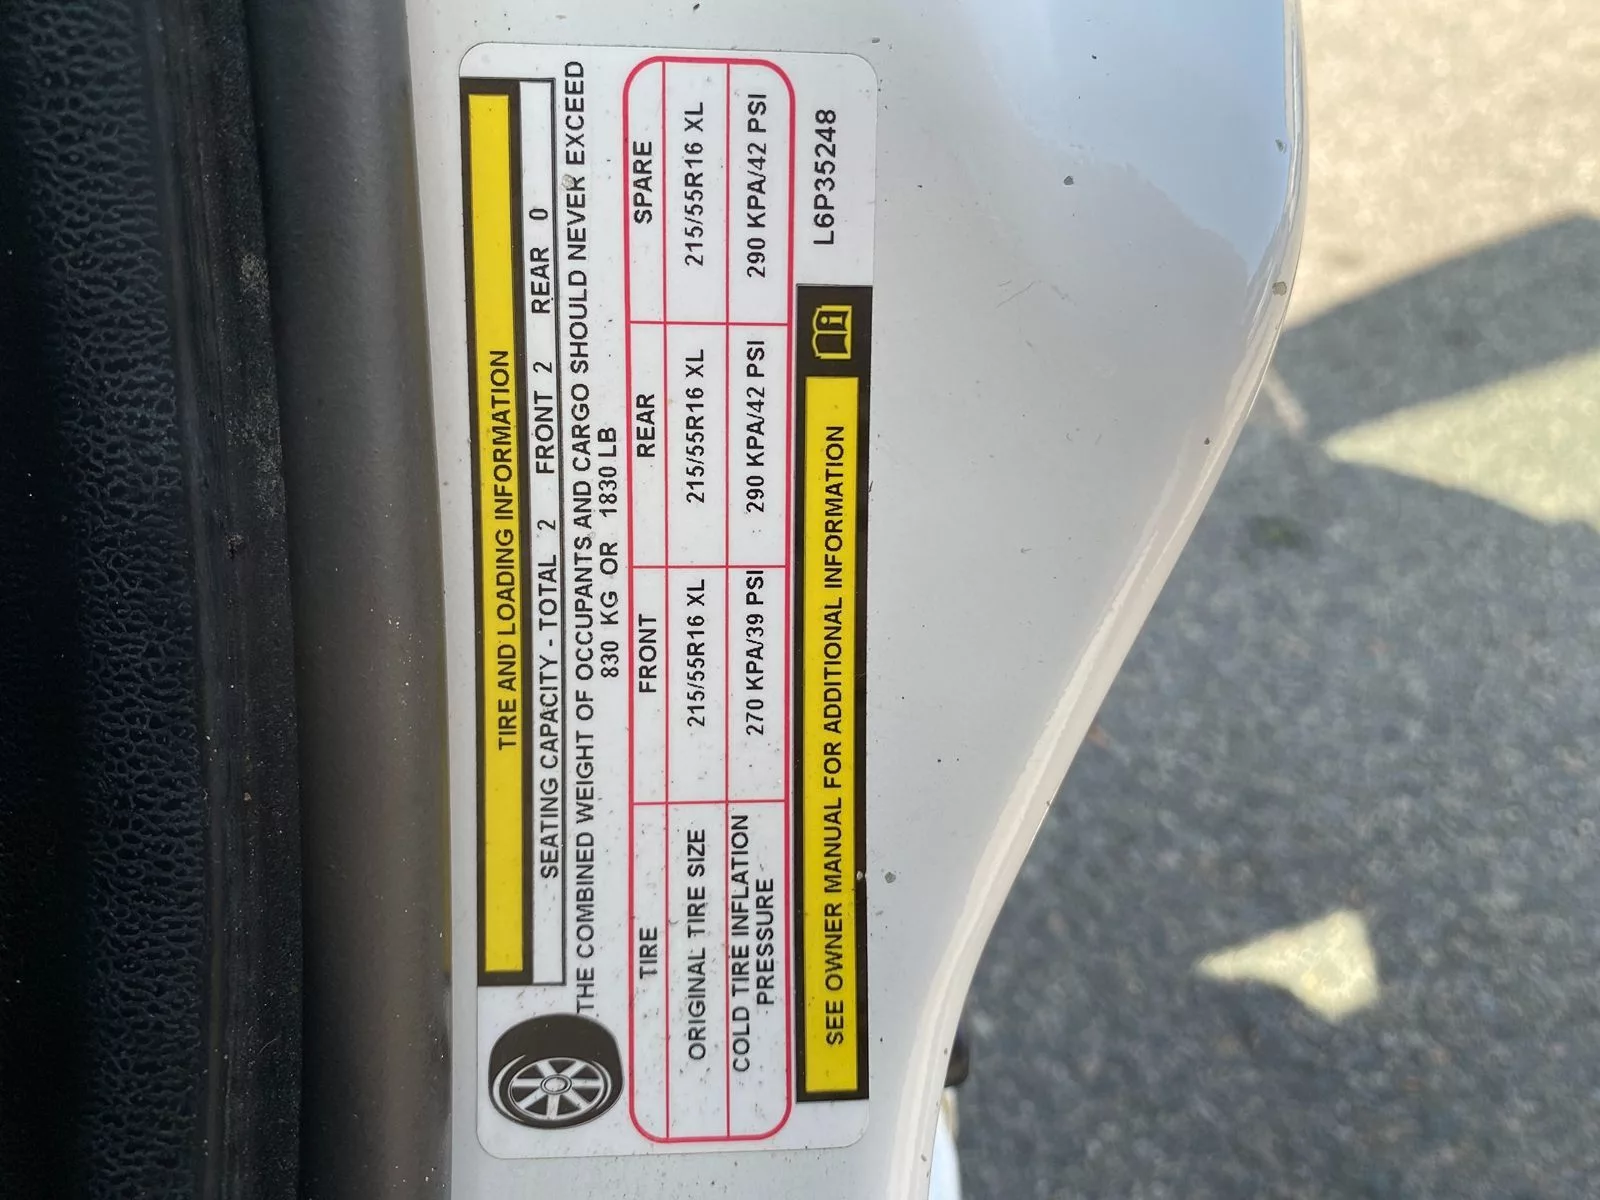 TIRE AND LOADING INFORMATION
SEATING CAPACITY - TOTAL 2 FRONT 2 REAR 0
THE COMBINED WEIGHT OF OCCUPANTS AND CARGO SHOULD NEVER EXCEED
830 KG OR 1830 LB
TIRE FRONT REAR SPARE
ORIGINAL TIRE SIZE 215/55R16 XL 215/55R16 XL 215/55R16 XL
COLD TIRE INFLATION PRESSURE 270 KPA/39 PSI 290 KPA/42 PSI 290 KPA/42 PSI
SEE OWNER MANUAL FOR ADDITIONAL INFORMATION
L6P35248